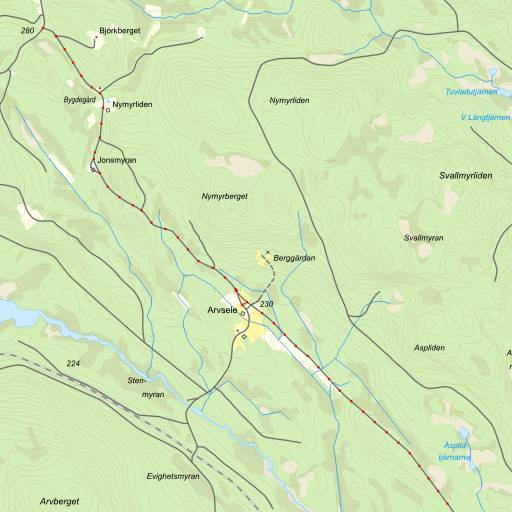 280
Björkberget
Tuvladutjärnen
Bygdegård
Nymyrliden
Nymyrliden
V Långtjärnen
Jonsmyran
Svallmyrliden
Nymyrberget
Svallmyran
Berggärdan
230
Arvsele
Aspliden
224
Sten-
myran
A
Asplid-
tjärnarna
Evighetsmyran
Arvberget